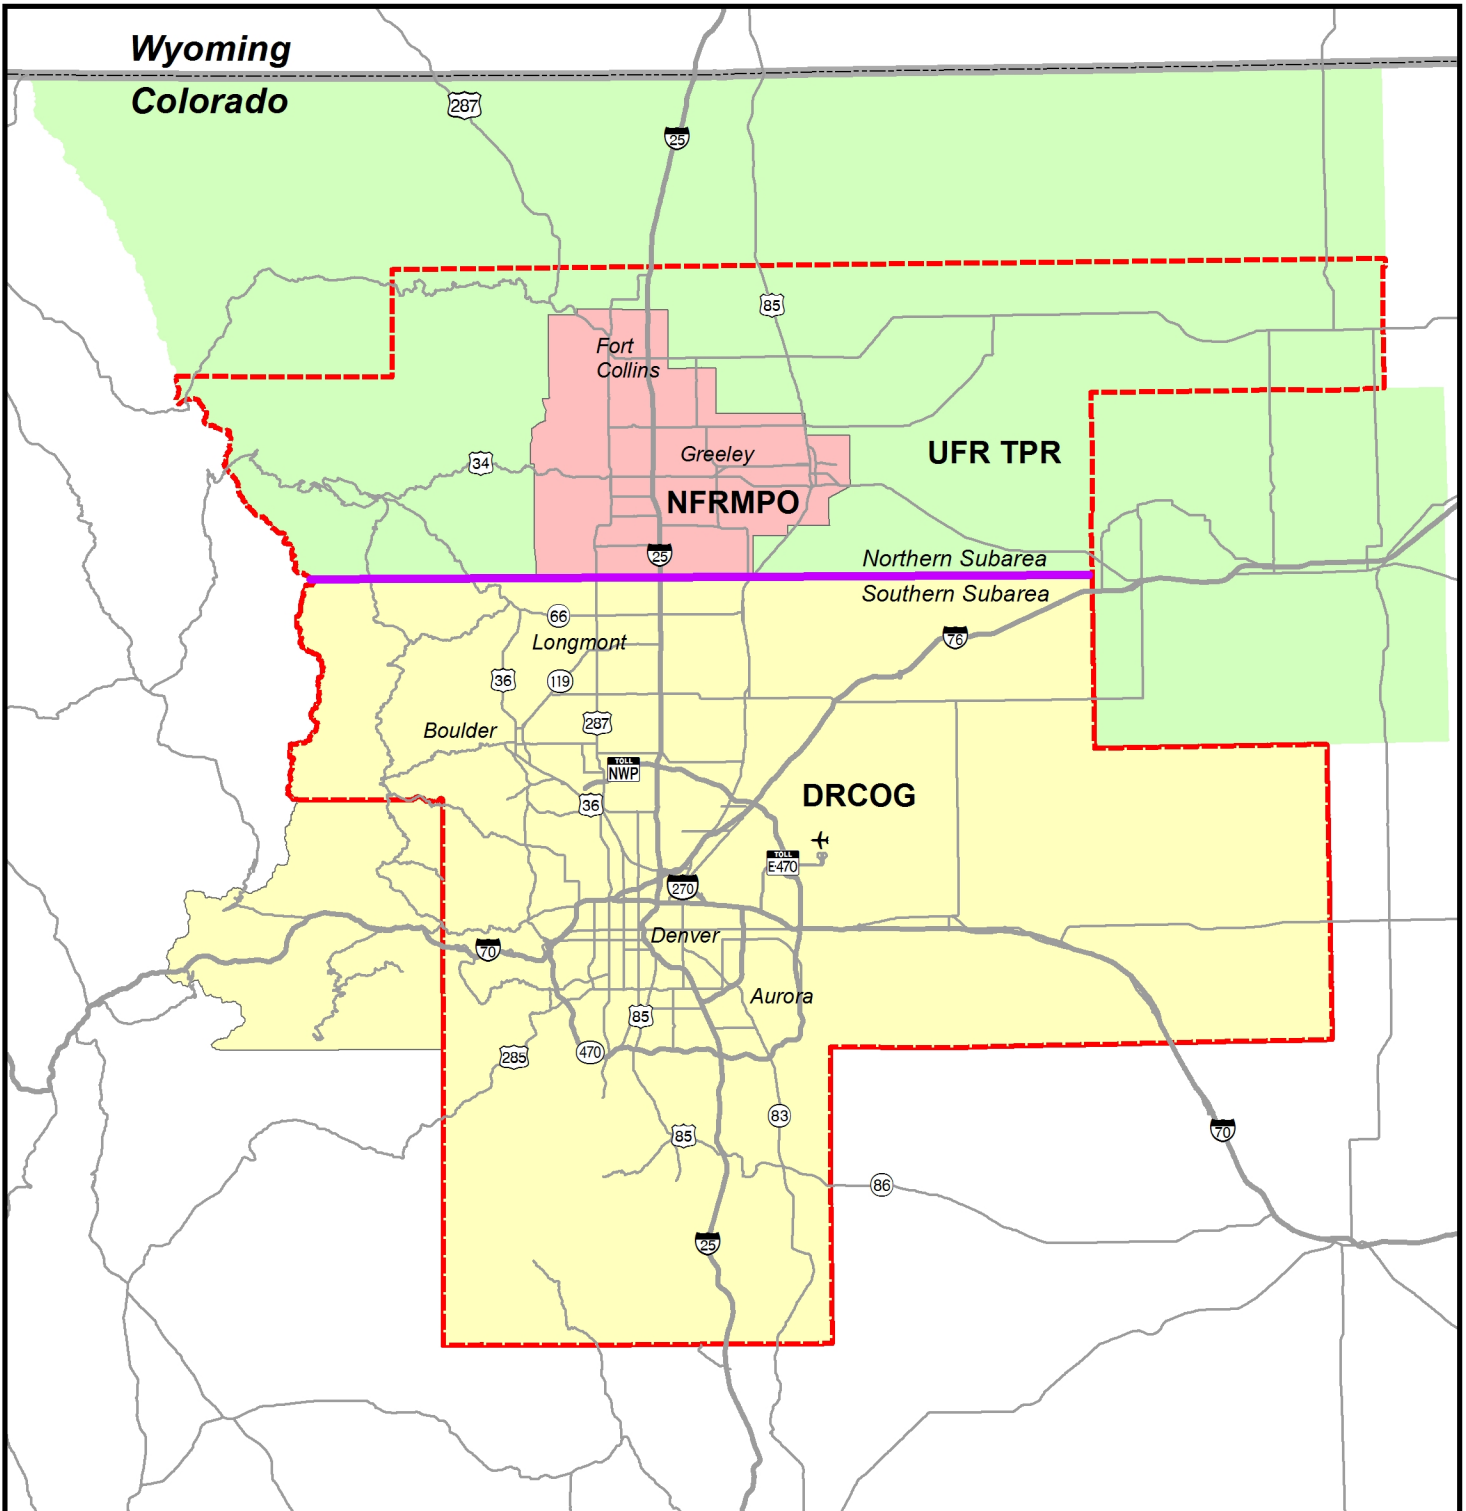 Wyoming
Colorado
287
25
85
Fort
Collins
34
Greeley
UFR TPR
NFRMPO
25
Northern Subarea
Southern Subarea
66
76
Longmont
36
119
287
Boulder
TOLL
NWP
36
DRCOG
TOLL
E-470
270
70
Denver
Aurora
85
285
470
83
85
70
86
25